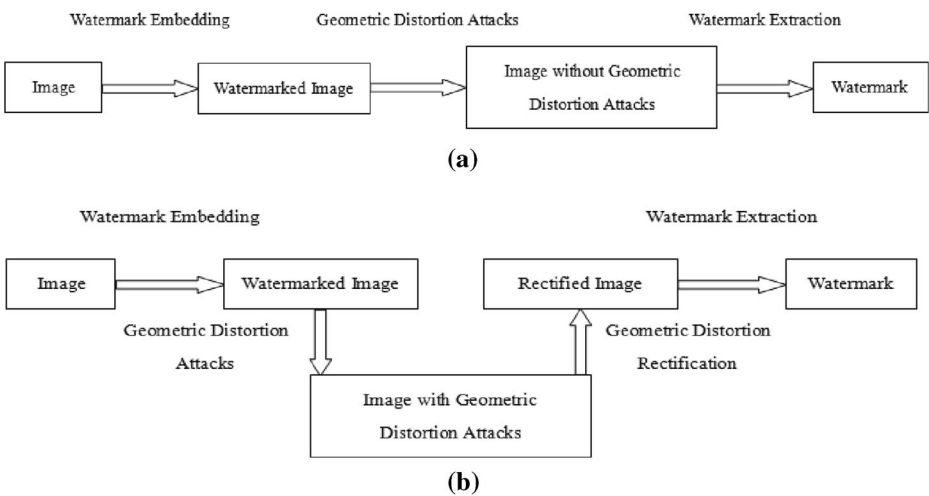 Watermark Embedding
Geometric Distortion Attacks
Watermark Extraction
Image
Watermarked Image
Image without Geometric
Distortion Attacks
Watermark
(a)
Watermark Embedding
Watermark Extraction
Image
Watermarked Image
Rectified Image
Watermark
Geometric Distortion
Attacks
Geometric Distortion
Rectification
Image with Geometric
Distortion Attacks
(b)